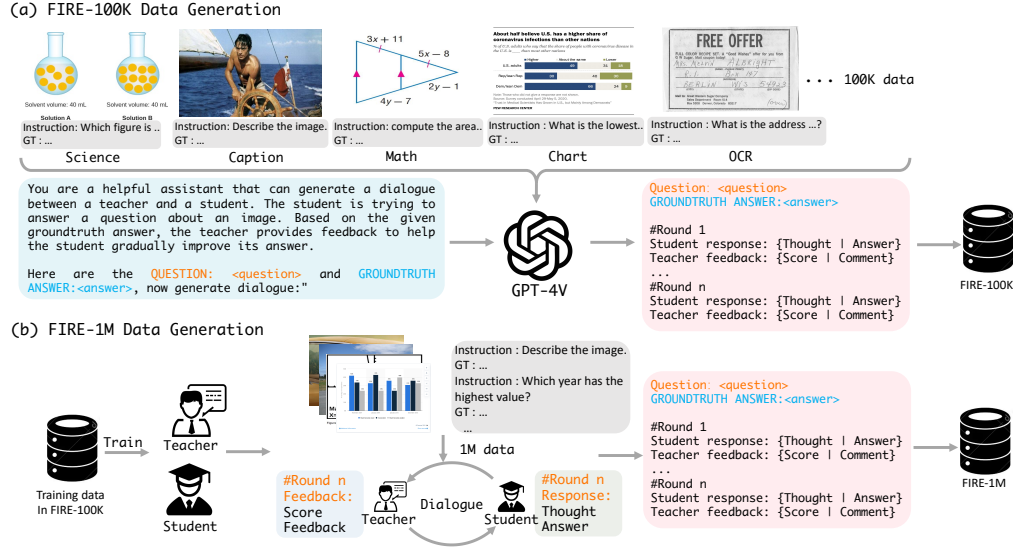 (a) FIRE-100K Data Generation
Solvent volume: 40 mL
Solution A
Solvent volume: 40 mL
Solution B
3x + 11
5x − 8
2y − 1
4y − 7
About half believe U.S. has a higher share of
coronavirus infections than other nations
U.S. adults
Rep/lean Rep
Dem/lean Dem
PEW RESEARCH CENTER
FREE OFFER
... 100K data
Instruction: Which figure is ..
GT : ...
Instruction: Describe the image.
GT : ...
Instruction: compute the area..
GT : ...
Instruction : What is the lowest..
GT : ...
Instruction : What is the address ...?
GT : ...
Science
Caption
Math
Chart
OCR
You are a helpful assistant that can generate a dialogue
between a teacher and a student. The student is trying to
answer a question about an image. Based on the given
groundtruth answer, the teacher provides feedback to help
the student gradually improve its answer.
Here are the QUESTION: <question> and GROUNDTRUTH
ANSWER:<answer>, now generate dialogue:"
GPT-4V
Question: <question>
GROUNDTRUTH ANSWER:<answer>
#Round 1
Student response: {Thought | Answer}
Teacher feedback: {Score | Comment}
...
#Round n
Student response: {Thought | Answer}
Teacher feedback: {Score | Comment}
FIRE-100K
(b) FIRE-1M Data Generation
Training data
In FIRE-100K
Train
Teacher
Student
Instruction : Describe the image.
GT : ...
Instruction : Which year has the
highest value?
GT : ...
...
1M data
#Round n
Feedback:
Score
Feedback
Teacher
Dialogue
Student
#Round n
Response:
Thought
Answer
Question: <question>
GROUNDTRUTH ANSWER:<answer>
#Round 1
Student response: {Thought | Answer}
Teacher feedback: {Score | Comment}
...
#Round n
Student response: {Thought | Answer}
Teacher feedback: {Score | Comment}
FIRE-1M